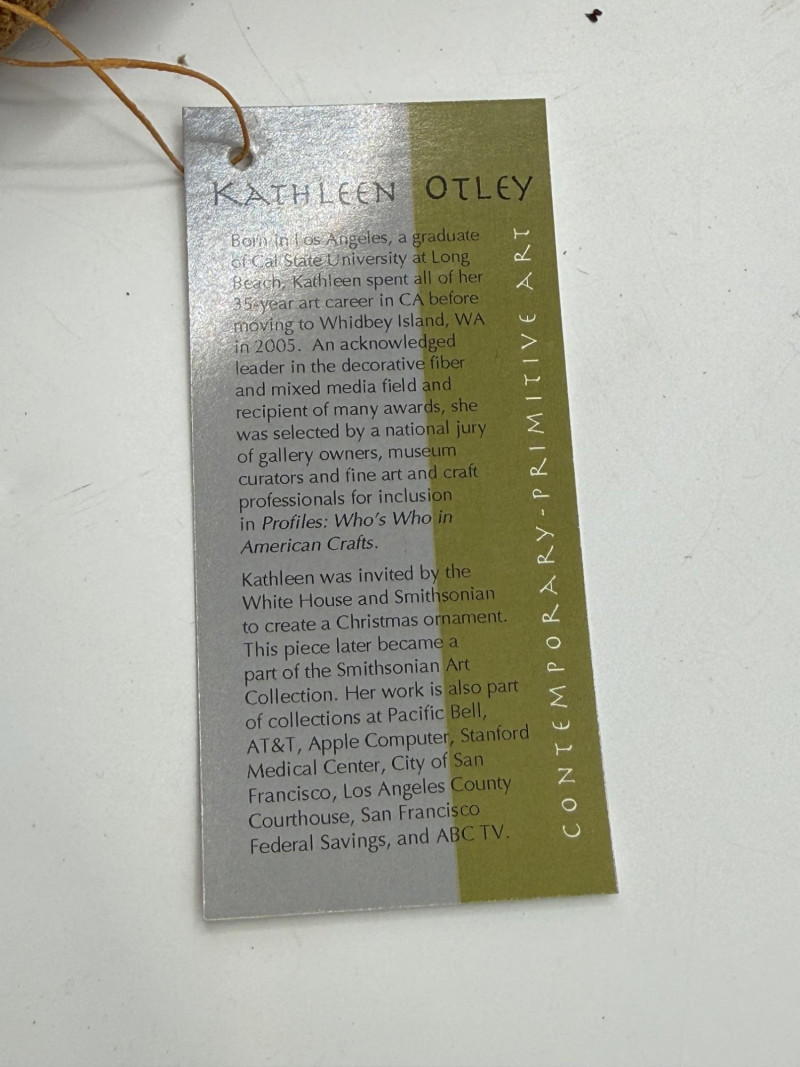 KATHLEEN OTLEY
Born in Los Angeles, a graduate
of Cal State University at Long
Beach, Kathleen spent all of her
35-year art career in CA before
moving to Whidbey Island, WA
in 2005. An acknowledged
leader in the decorative fiber
and mixed media field and
recipient of many awards, she
was selected by a national jury
of gallery owners, museum
curators and fine art and craft
professionals for inclusion
in Profiles: Who's Who in
American Crafts.
Kathleen was invited by the
White House and Smithsonian
to create a Christmas ornament.
This piece later became a
part of the Smithsonian Art
Collection. Her work is also part
of collections at Pacific Bell,
AT&T, Apple Computer, Stanford
Medical Center, City of San
Francisco, Los Angeles County
Courthouse, San Francisco
Federal Savings, and ABC TV.
CONTEMPORARY-PRIMITIVE ART